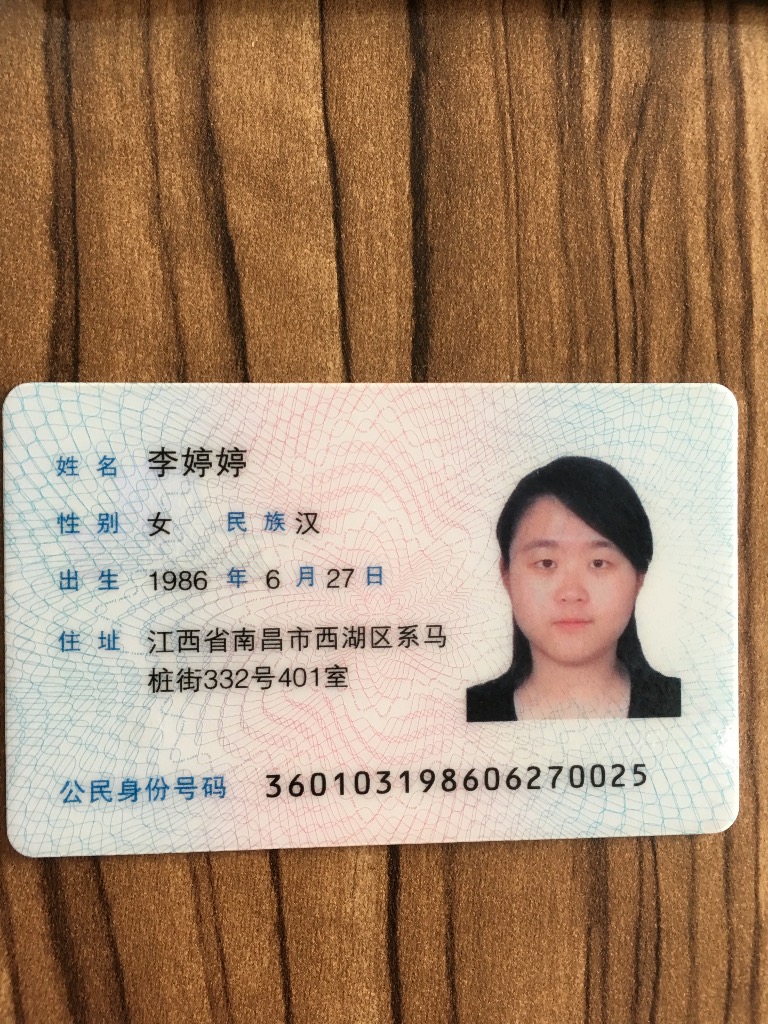 姓名 李婷婷
性别 女 民族 汉
出生 1986 年 6 月 27 日
住址 江西省南昌市西湖区系马
桩街332号401室
公民身份号码 360103198606270025